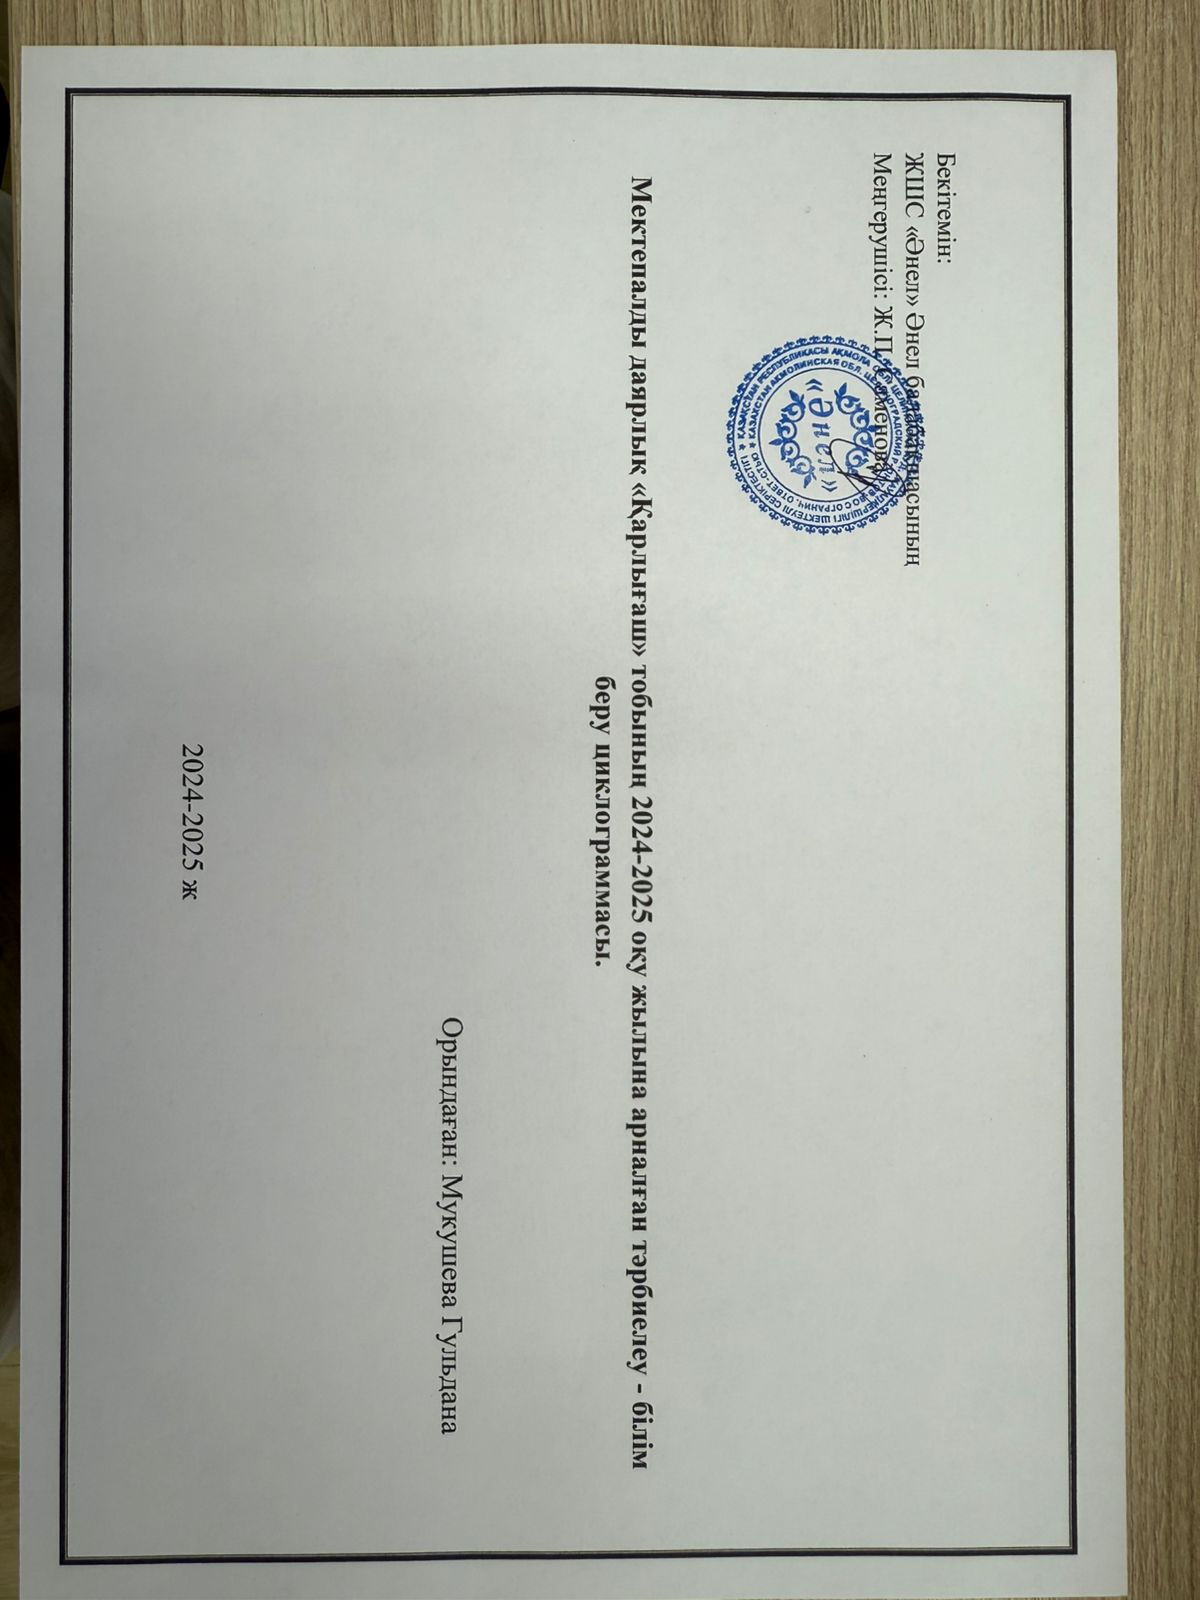 Бекітемін:
ЖШС «Әнел» Әнел балабақшасының
Меңгерушісі: Ж.П.
«Әнел»
Мектепалды даярлық «Қарлығаш» тобының 2024-2025 оқу жылына арналған тәрбиелеу - білім
беру циклограммасы.
Орындаған: Мукушева Гульдана
2024-2025 ж